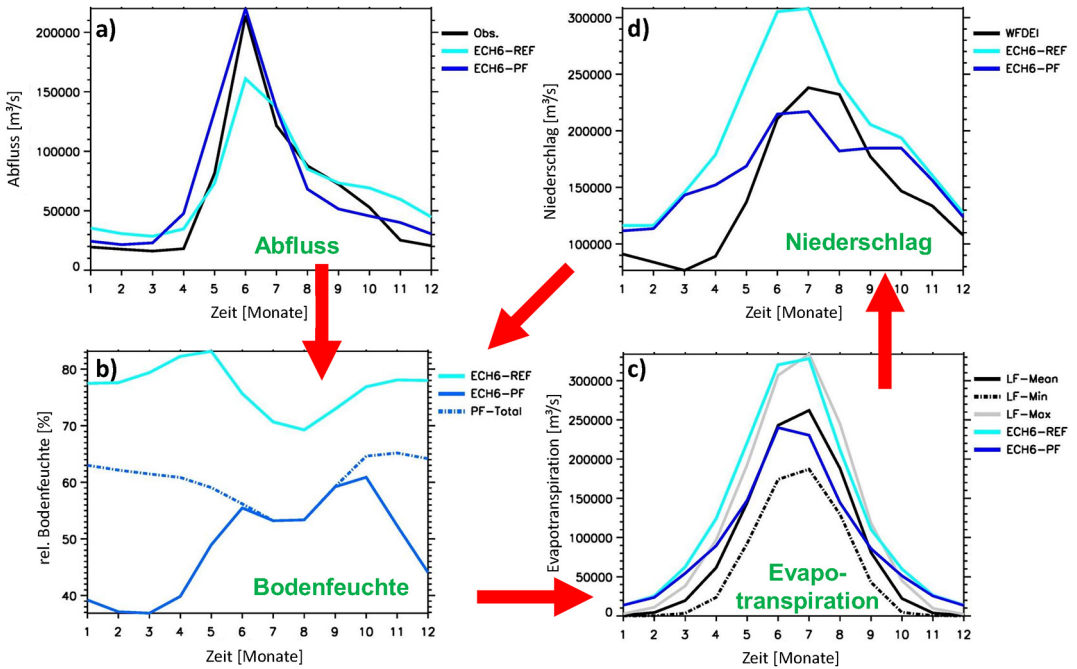 a)
Abfluss [m³/s]
200000
150000
100000
50000
0
1 2 3 4 5 6 7 8 9 10 11 12
Zeit [Monate]
Obs.
ECH6-REF
ECH6-PF
Abfluss
d)
Niederschlag [m³/s]
300000
250000
200000
150000
100000
1 2 3 4 5 6 7 8 9 10 11 12
Zeit [Monate]
WFDEI
ECH6-REF
ECH6-PF
Niederschlag
b)
rel. Bodenfeuchte [%]
80
70
60
50
40
1 2 3 4 5 6 7 8 9 10 11 12
Zeit [Monate]
ECH6-REF
ECH6-PF
PF-Total
Bodenfeuchte
c)
Evapotranspiration [m³/s]
300000
250000
200000
150000
100000
50000
0
1 2 3 4 5 6 7 8 9 10 11 12
Zeit [Monate]
LF-Mean
LF-Min
LF-Max
ECH6-REF
ECH6-PF
Evapo-
transpiration